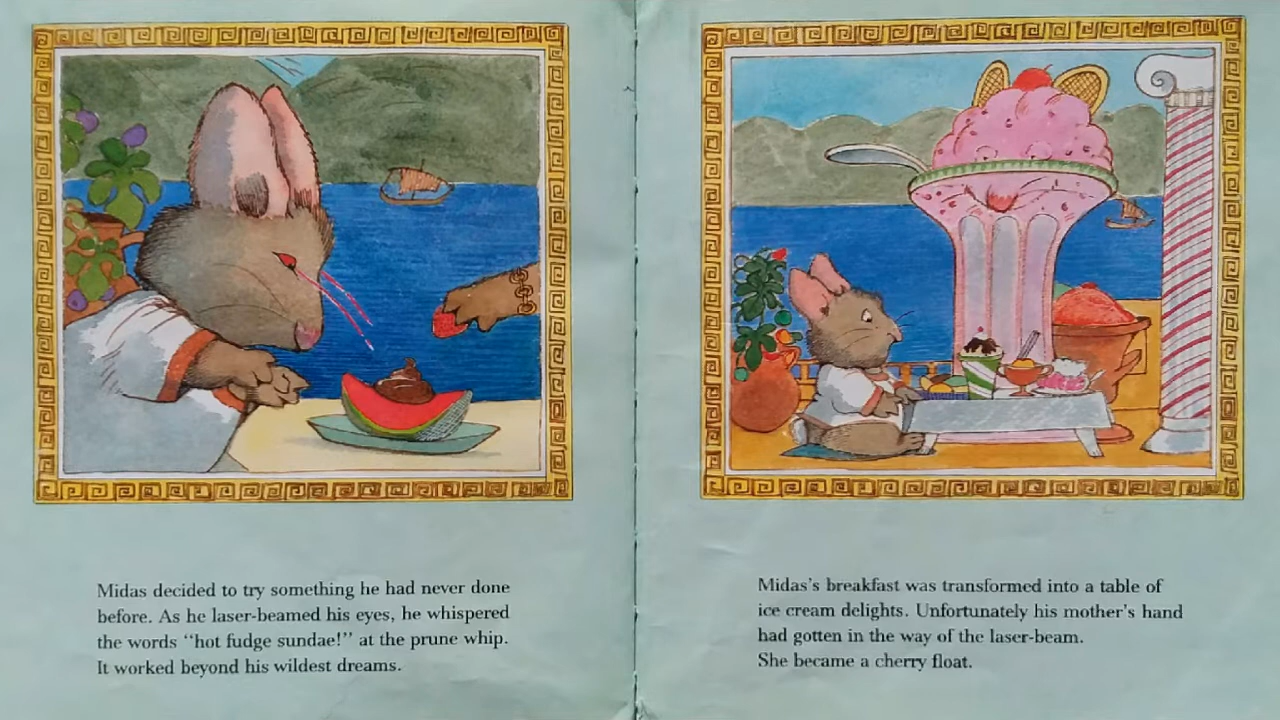 Midas decided to try something he had never done
before. As he laser-beamed his eyes, he whispered
the words “hot fudge sundae!” at the prune whip.
It worked beyond his wildest dreams.
Midas’s breakfast was transformed into a table of
ice cream delights. Unfortunately his mother’s hand
had gotten in the way of the laser-beam.
She became a cherry float.